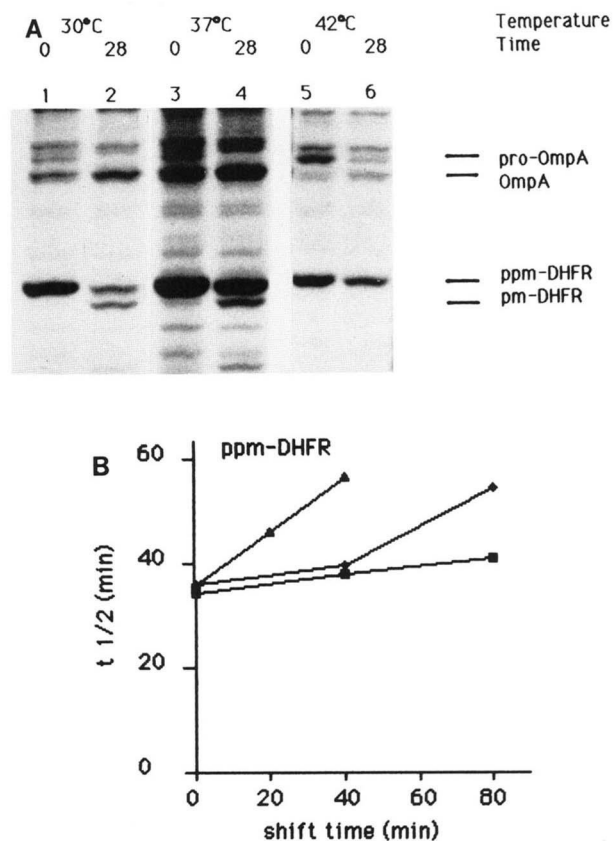 A 30°C 37°C 42°C Temperature
0 28 0 28 0 28 Time
1 2 3 4 5 6
pro-OmpA
OmpA
ppm-DHFR
pm-DHFR
B ppm-DHFR
60
40
20
0
t 1/2 (min)
0 20 40 60 80
shift time (min)